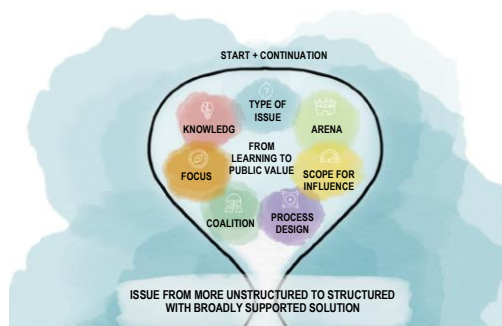 START + CONTINUATION
TYPE OF
ISSUE
KNOWLEDG
ARENA
FROM
LEARNING TO
PUBLIC VALUE
FOCUS
SCOPE FOR
INFLUENCE
COALITION
PROCESS
DESIGN
ISSUE FROM MORE UNSTRUCTURED TO STRUCTURED
WITH BROADLY SUPPORTED SOLUTION